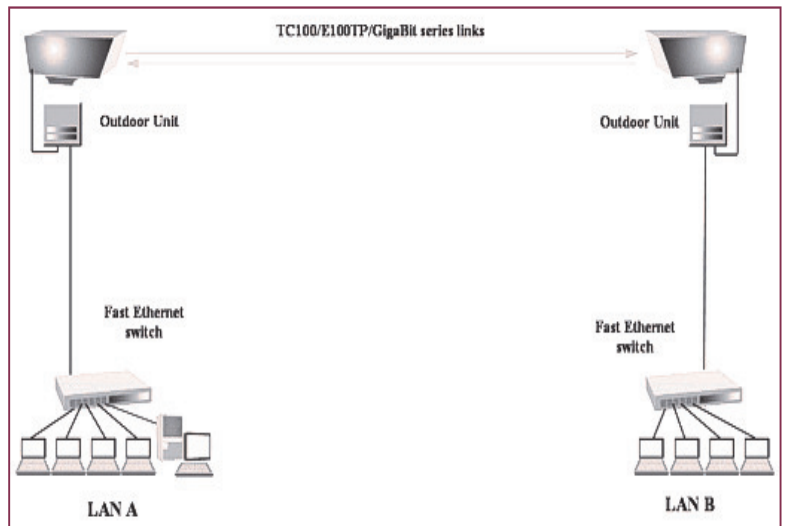 TC100/E100TP/GigaBit series links
Outdoor Unit
Outdoor Unit
Fast Ethernet
switch
Fast Ethernet
switch
LAN A
LAN B